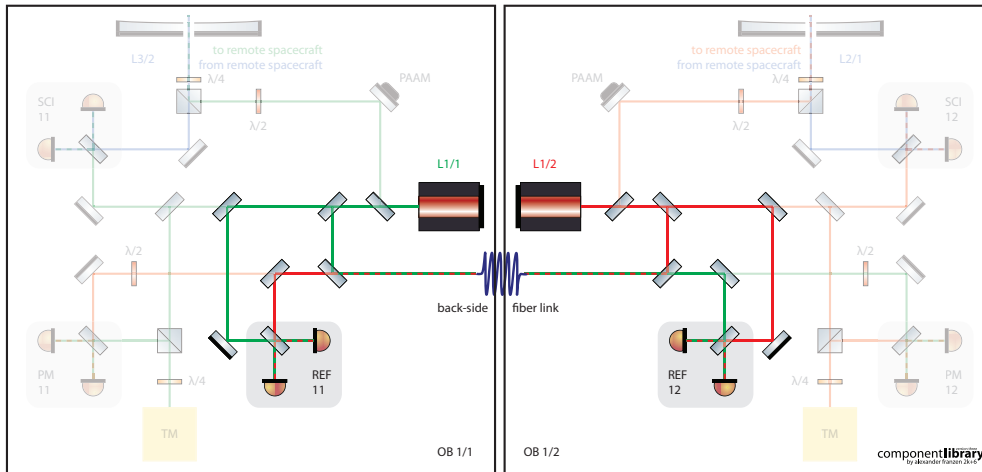 L3/2
to remote spacecraft
from remote spacecraft
λ/4
PAAM
λ/2
SCI
11
L1/1
λ/2
PM
11
λ/4
TM
REF
11
back-side
OB 1/1
L2/1
to remote spacecraft
from remote spacecraft
λ/4
PAAM
λ/2
SCI
12
L1/2
λ/2
fiber link
REF
12
PM
12
λ/4
TM
OB 1/2
componentlibrary
by alexander franzen 2k+6